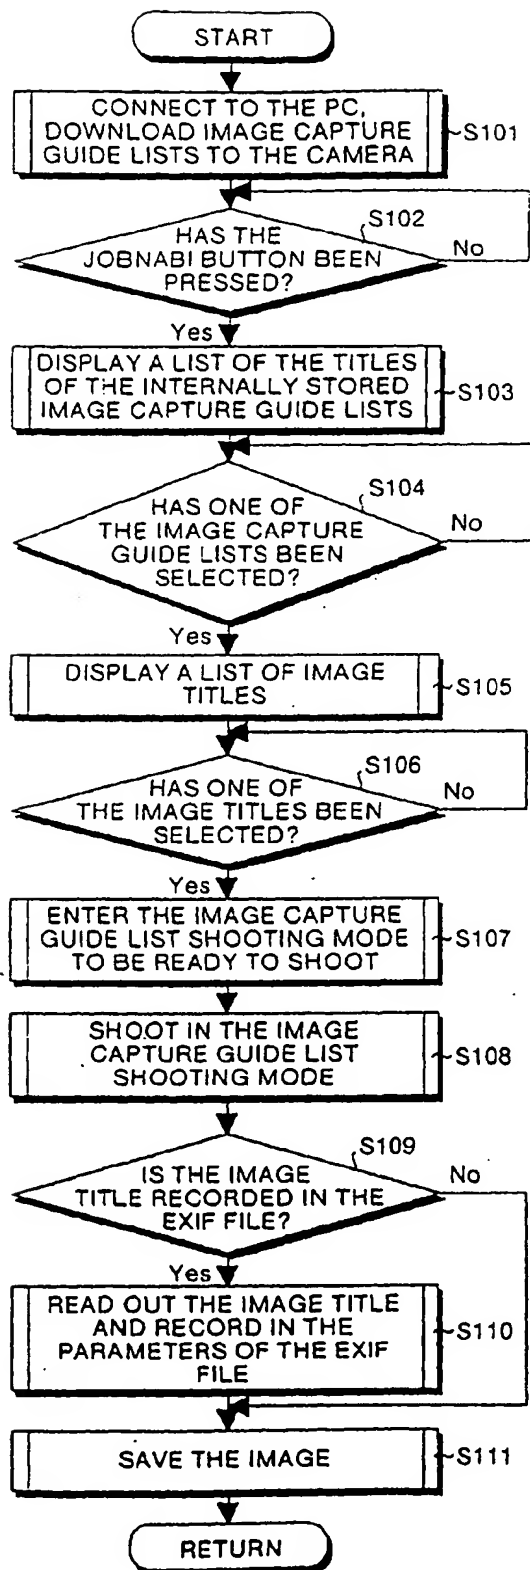 START
CONNECT TO THE PC,
DOWNLOAD IMAGE CAPTURE
GUIDE LISTS TO THE CAMERA
S101
S102
HAS THE
JOBNABI BUTTON BEEN
PRESSED?
No
Yes
DISPLAY A LIST OF THE TITLES
OF THE INTERNALLY STORED
IMAGE CAPTURE GUIDE LISTS
S103
S104
HAS ONE OF
THE IMAGE CAPTURE
GUIDE LISTS BEEN
SELECTED?
No
Yes
DISPLAY A LIST OF IMAGE
TITLES
S105
S106
HAS ONE OF
THE IMAGE TITLES BEEN
SELECTED?
No
Yes
ENTER THE IMAGE CAPTURE
GUIDE LIST SHOOTING MODE
TO BE READY TO SHOOT
S107
SHOOT IN THE IMAGE
CAPTURE GUIDE LIST
SHOOTING MODE
S108
S109
IS THE IMAGE
TITLE RECORDED IN THE
EXIF FILE?
No
Yes
READ OUT THE IMAGE TITLE
AND RECORD IN THE
PARAMETERS OF THE EXIF
FILE
S110
SAVE THE IMAGE
S111
RETURN